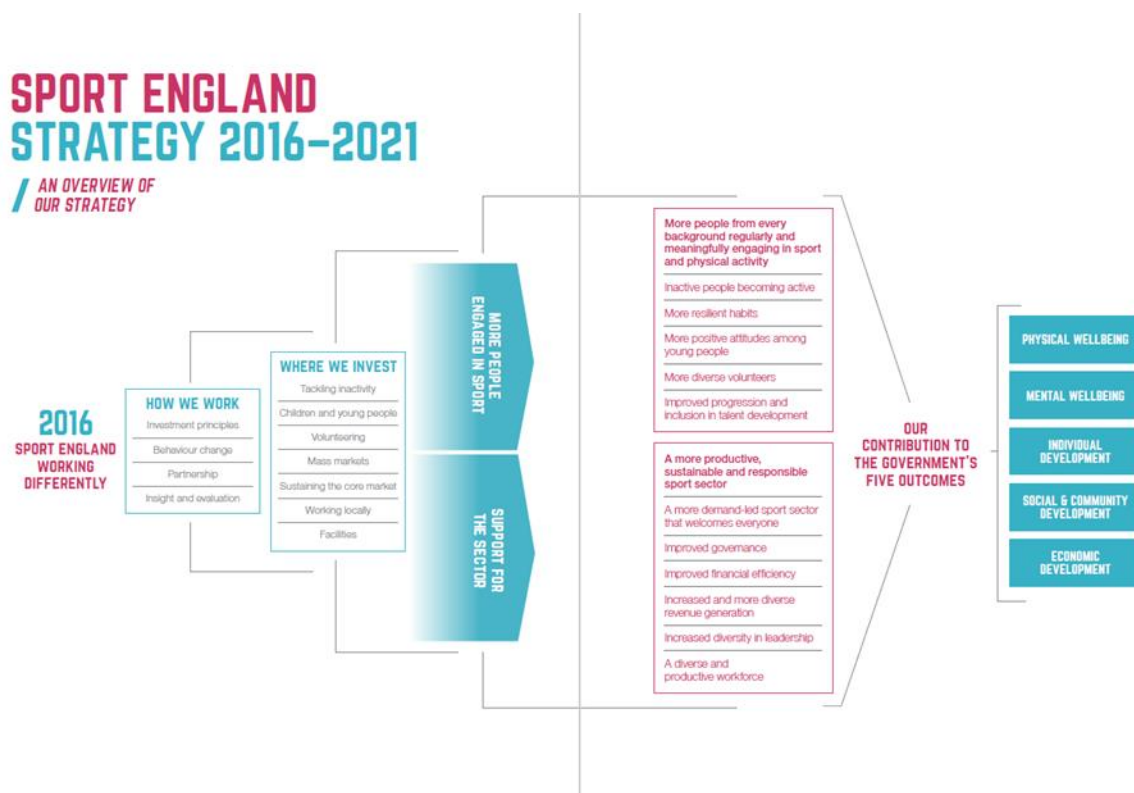 SPORT ENGLAND
STRATEGY 2016–2021
/ AN OVERVIEW OF
OUR STRATEGY
2016
SPORT ENGLAND
WORKING
DIFFERENTLY
HOW WE WORK
Investment principles
Behaviour change
Partnership
Insight and evaluation
WHERE WE INVEST
Tackling inactivity
Children and young people
Volunteering
Mass markets
Sustaining the core market
Working locally
Facilities
MORE PEOPLE
ENGAGED IN SPORT
SUPPORT FOR
THE SECTOR
More people from every
background regularly and
meaningfully engaging in sport
and physical activity
Inactive people becoming active
More resilient habits
More positive attitudes among
young people
More diverse volunteers
Improved progression and
inclusion in talent development
A more productive,
sustainable and responsible
sport sector
A more demand-led sport sector
that welcomes everyone
Improved governance
Improved financial efficiency
Increased and more diverse
revenue generation
Increased diversity in leadership
A diverse and
productive workforce
OUR
CONTRIBUTION TO
THE GOVERNMENT'S
FIVE OUTCOMES
PHYSICAL WELLBEING
MENTAL WELLBEING
INDIVIDUAL
DEVELOPMENT
SOCIAL & COMMUNITY
DEVELOPMENT
ECONOMIC
DEVELOPMENT